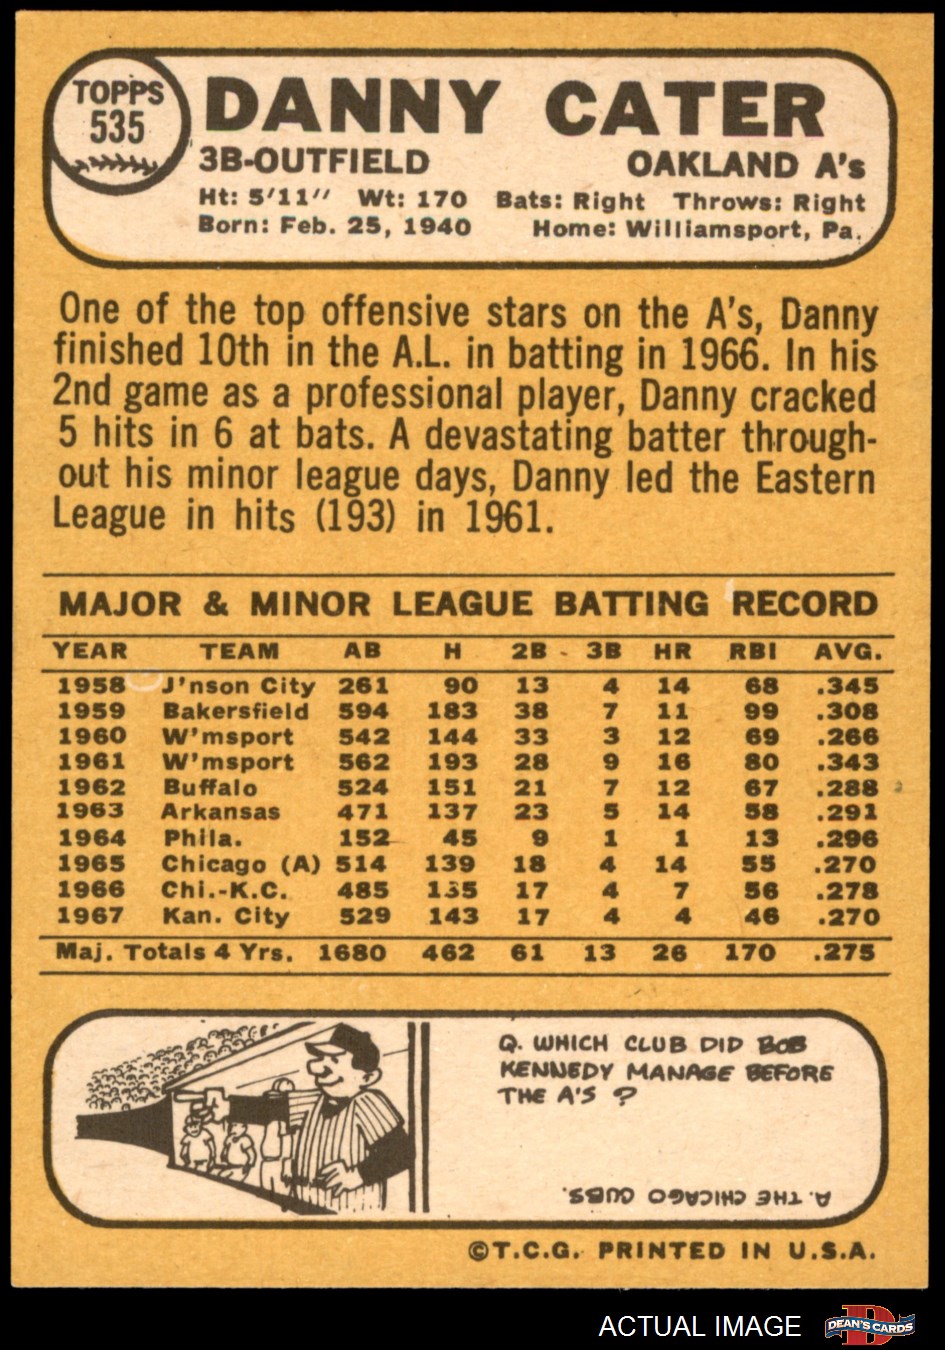 TOPPS
535
DANNY CATER
3B-OUTFIELD OAKLAND A's
Ht: 5'11" Wt: 170 Bats: Right Throws: Right
Born: Feb. 25, 1940 Home: Williamsport, Pa.
One of the top offensive stars on the A's, Danny
finished 10th in the A.L. in batting in 1966. In his
2nd game as a professional player, Danny cracked
5 hits in 6 at bats. A devastating batter through-
out his minor league days, Danny led the Eastern
League in hits (193) in 1961.
MAJOR & MINOR LEAGUE BATTING RECORD
YEAR TEAM AB H 2B 3B HR RBI AVG.
1958 J'nson City 261 90 13 4 14 68 .345
1959 Bakersfield 594 183 38 7 11 99 .308
1960 W'msport 542 144 33 3 12 69 .266
1961 W'msport 562 193 28 9 16 80 .343
1962 Buffalo 524 151 21 7 12 67 .288
1963 Arkansas 471 137 23 5 14 58 .291
1964 Phila. 152 45 9 1 1 13 .296
1965 Chicago (A) 514 139 18 4 14 55 .270
1966 Chi.-K.C. 485 135 17 4 7 56 .278
1967 Kan. City 529 143 17 4 4 46 .270
Maj. Totals 4 Yrs. 1680 462 61 13 26 170 .275
Q. WHICH CLUB DID BOB
KENNEDY MANAGE BEFORE
THE A'S ?
A. THE CHICAGO CUBS.
©T.C.G. PRINTED IN U.S.A.
ACTUAL IMAGE
DEAN'S CARDS